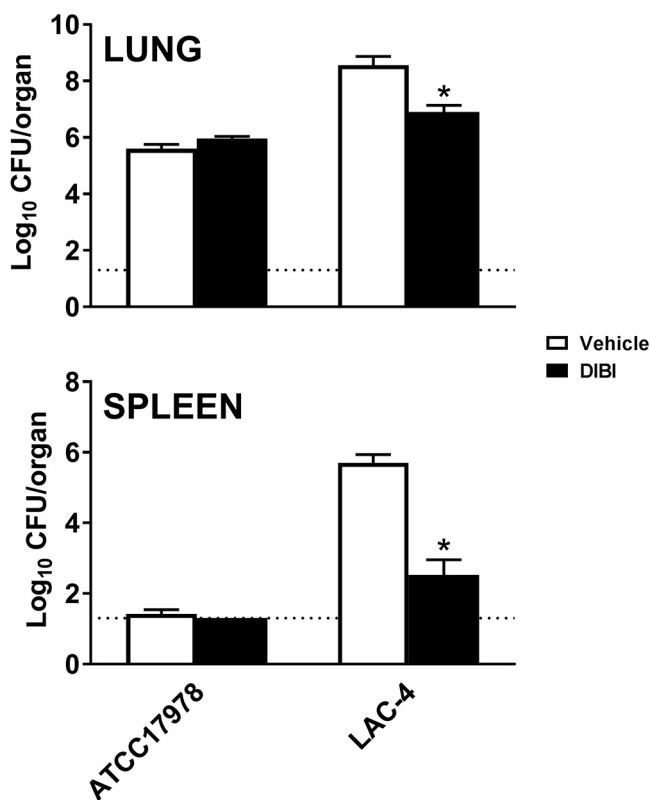 LUNG
Log₁₀ CFU/organ
10
8
6
4
2
0
*
Vehicle
DIBI
SPLEEN
Log₁₀ CFU/organ
8
6
4
2
0
*
ATCC17978
LAC-4